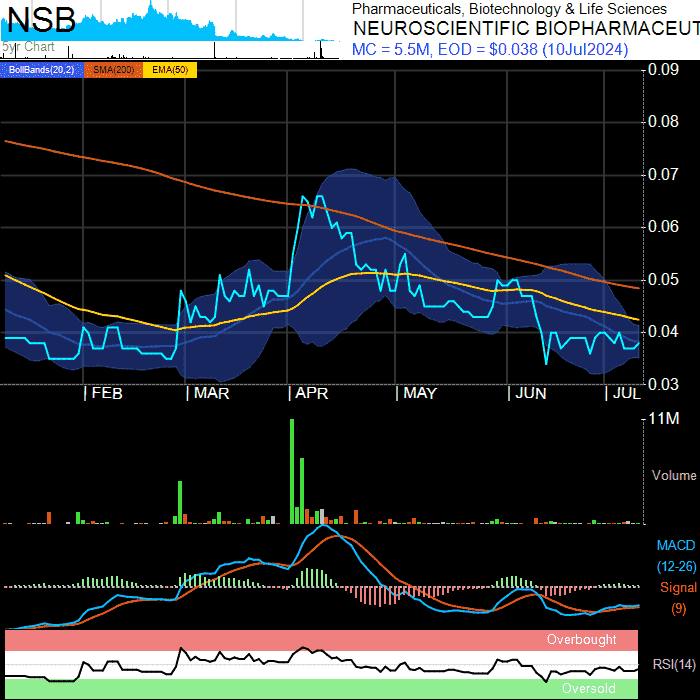 NSB
5yr Chart
Pharmaceuticals, Biotechnology & Life Sciences
NEUROSCIENTIFIC BIOPHARMACEUT
MC = 5.5M, EOD = $0.038 (10Jul2024)
BollBands(20,2) SMA(200) EMA(50)
0.09
0.08
0.07
0.06
0.05
0.04
0.03
FEB MAR APR MAY JUN JUL
11M
Volume
MACD
(12-26)
Signal
(9)
Overbought
RSI(14)
Oversold